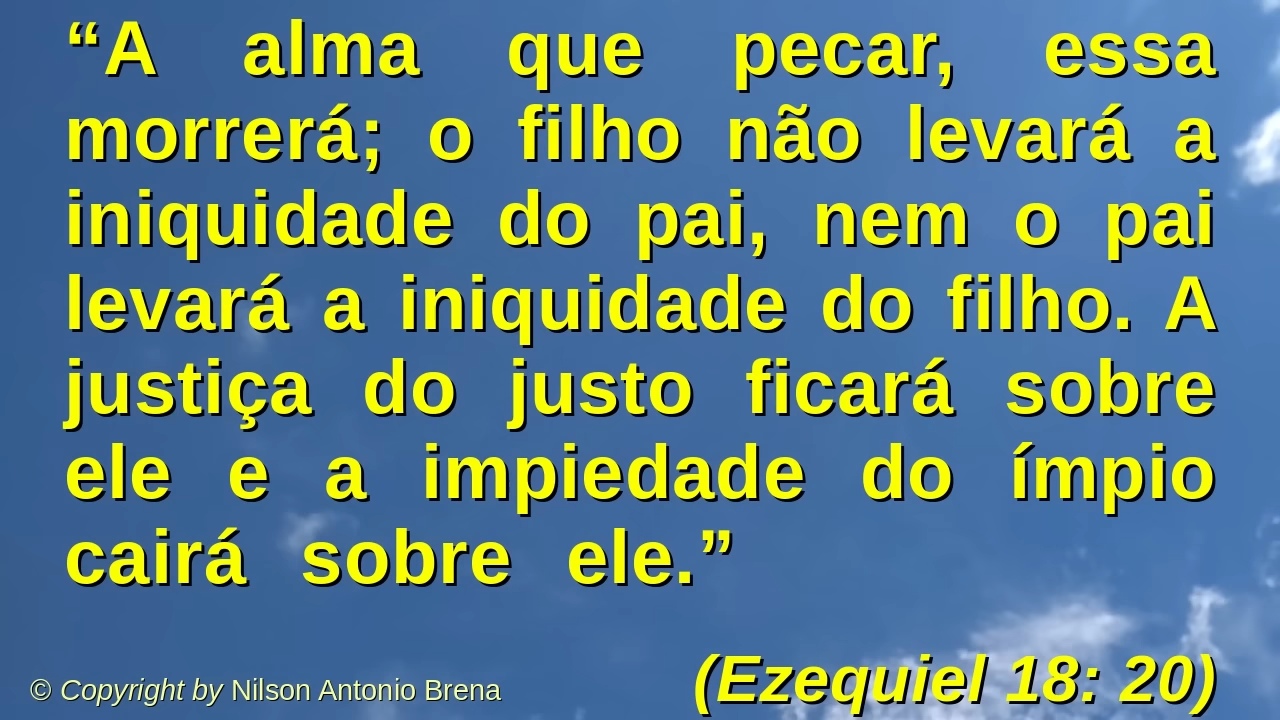 “A alma que pecar, essa
morrerá; o filho não levará a
iniquidade do pai, nem o pai
levará a iniquidade do filho. A
justiça do justo ficará sobre
ele e a impiedade do ímpio
cairá sobre ele.”
(Ezequiel 18: 20)
© Copyright by Nilson Antonio Brena